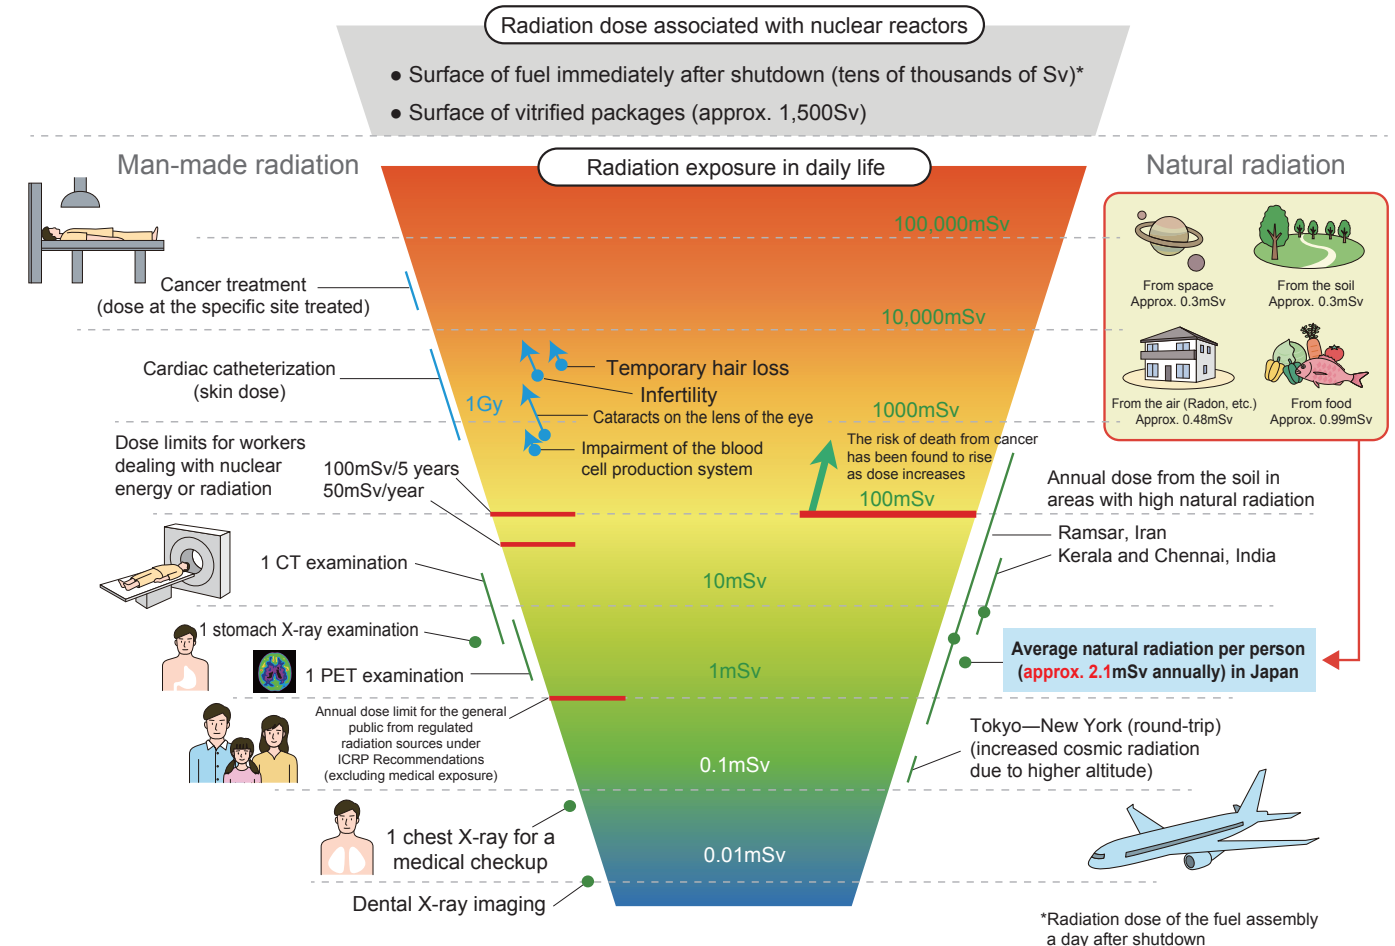 Radiation dose associated with nuclear reactors
● Surface of fuel immediately after shutdown (tens of thousands of Sv)*
● Surface of vitrified packages (approx. 1,500Sv)
Man-made radiation
Radiation exposure in daily life
Natural radiation
100,000mSv
Cancer treatment
(dose at the specific site treated)
10,000mSv
From space
Approx. 0.3mSv
From the soil
Approx. 0.3mSv
From the air (Radon, etc.)
Approx. 0.48mSv
From food
Approx. 0.99mSv
Cardiac catheterization
(skin dose)
1Gy
Temporary hair loss
Infertility
Cataracts on the lens of the eye
Impairment of the blood
cell production system
1000mSv
The risk of death from cancer
has been found to rise
as dose increases
100mSv
Dose limits for workers
dealing with nuclear
energy or radiation
100mSv/5 years
50mSv/year
Annual dose from the soil in
areas with high natural radiation
Ramsar, Iran
Kerala and Chennai, India
1 CT examination
10mSv
1 stomach X-ray examination
1 PET examination
1mSv
Average natural radiation per person
(approx. 2.1mSv annually) in Japan
Annual dose limit for the general
public from regulated
radiation sources under
ICRP Recommendations
(excluding medical exposure)
0.1mSv
Tokyo—New York (round-trip)
(increased cosmic radiation
due to higher altitude)
1 chest X-ray for a
medical checkup
0.01mSv
Dental X-ray imaging
*Radiation dose of the fuel assembly
a day after shutdown